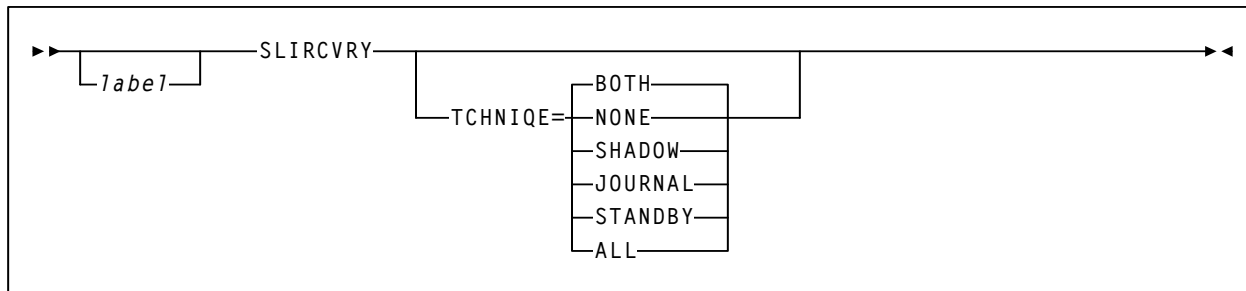 SLIRCVRY
label
BOTH
TCHNIQE= NONE
SHADOW
JOURNAL
STANDBY
ALL